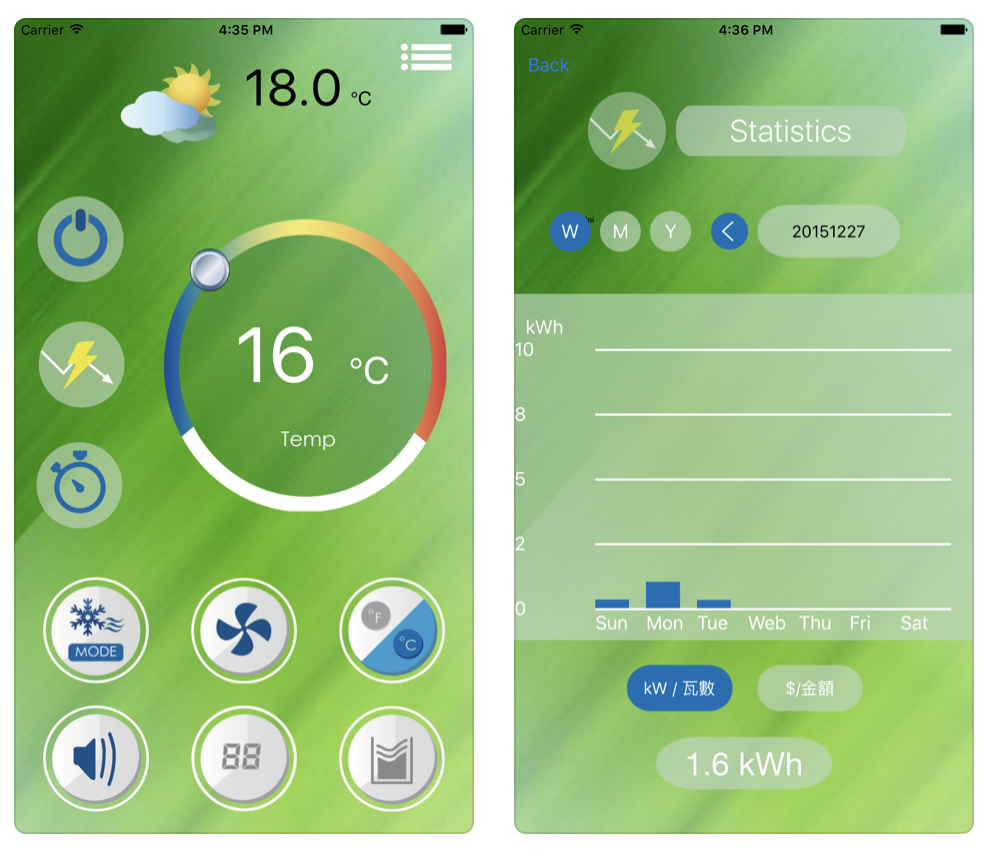 Carrier 4:35 PM
18.0 °C
16 °C
Temp
°F
°C
MODE
88
Carrier 4:36 PM
Back
Statistics
W M Y < 20151227
kWh
10
8
5
2
0
Sun Mon Tue Wed Thu Fri Sat
kW / 瓦數 $/金額
1.6 kWh